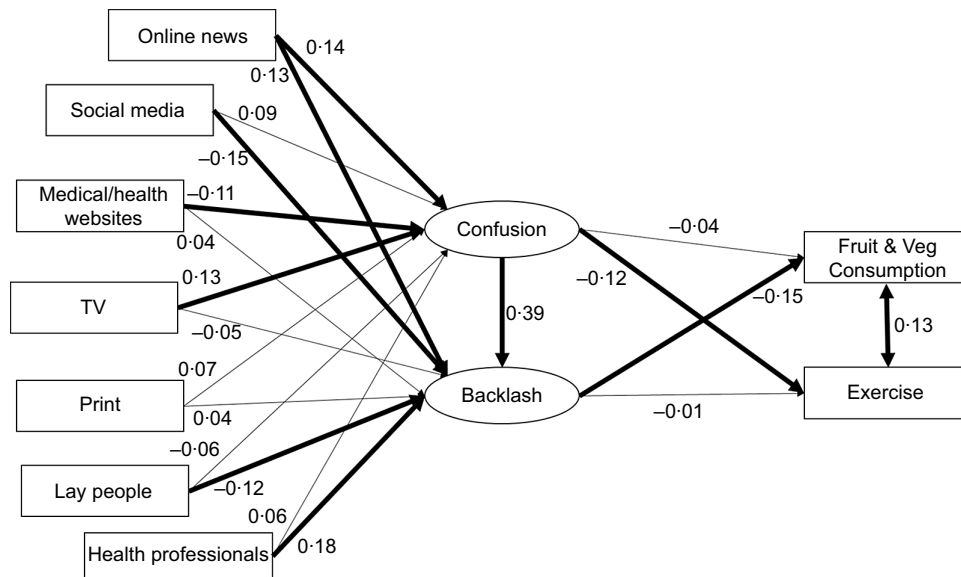 Online news
0·14
0·13
Social media
0·09
–0·15
Medical/health
websites
–0·11
0·04
Confusion
–0·04
Fruit & Veg
Consumption
–0·12
–0·15
TV
0·13
–0·05
0·39
0·13
Print
0·07
0·04
Backlash
–0·01
Exercise
–0·06
Lay people
–0·12
0·06
Health professionals
0·18